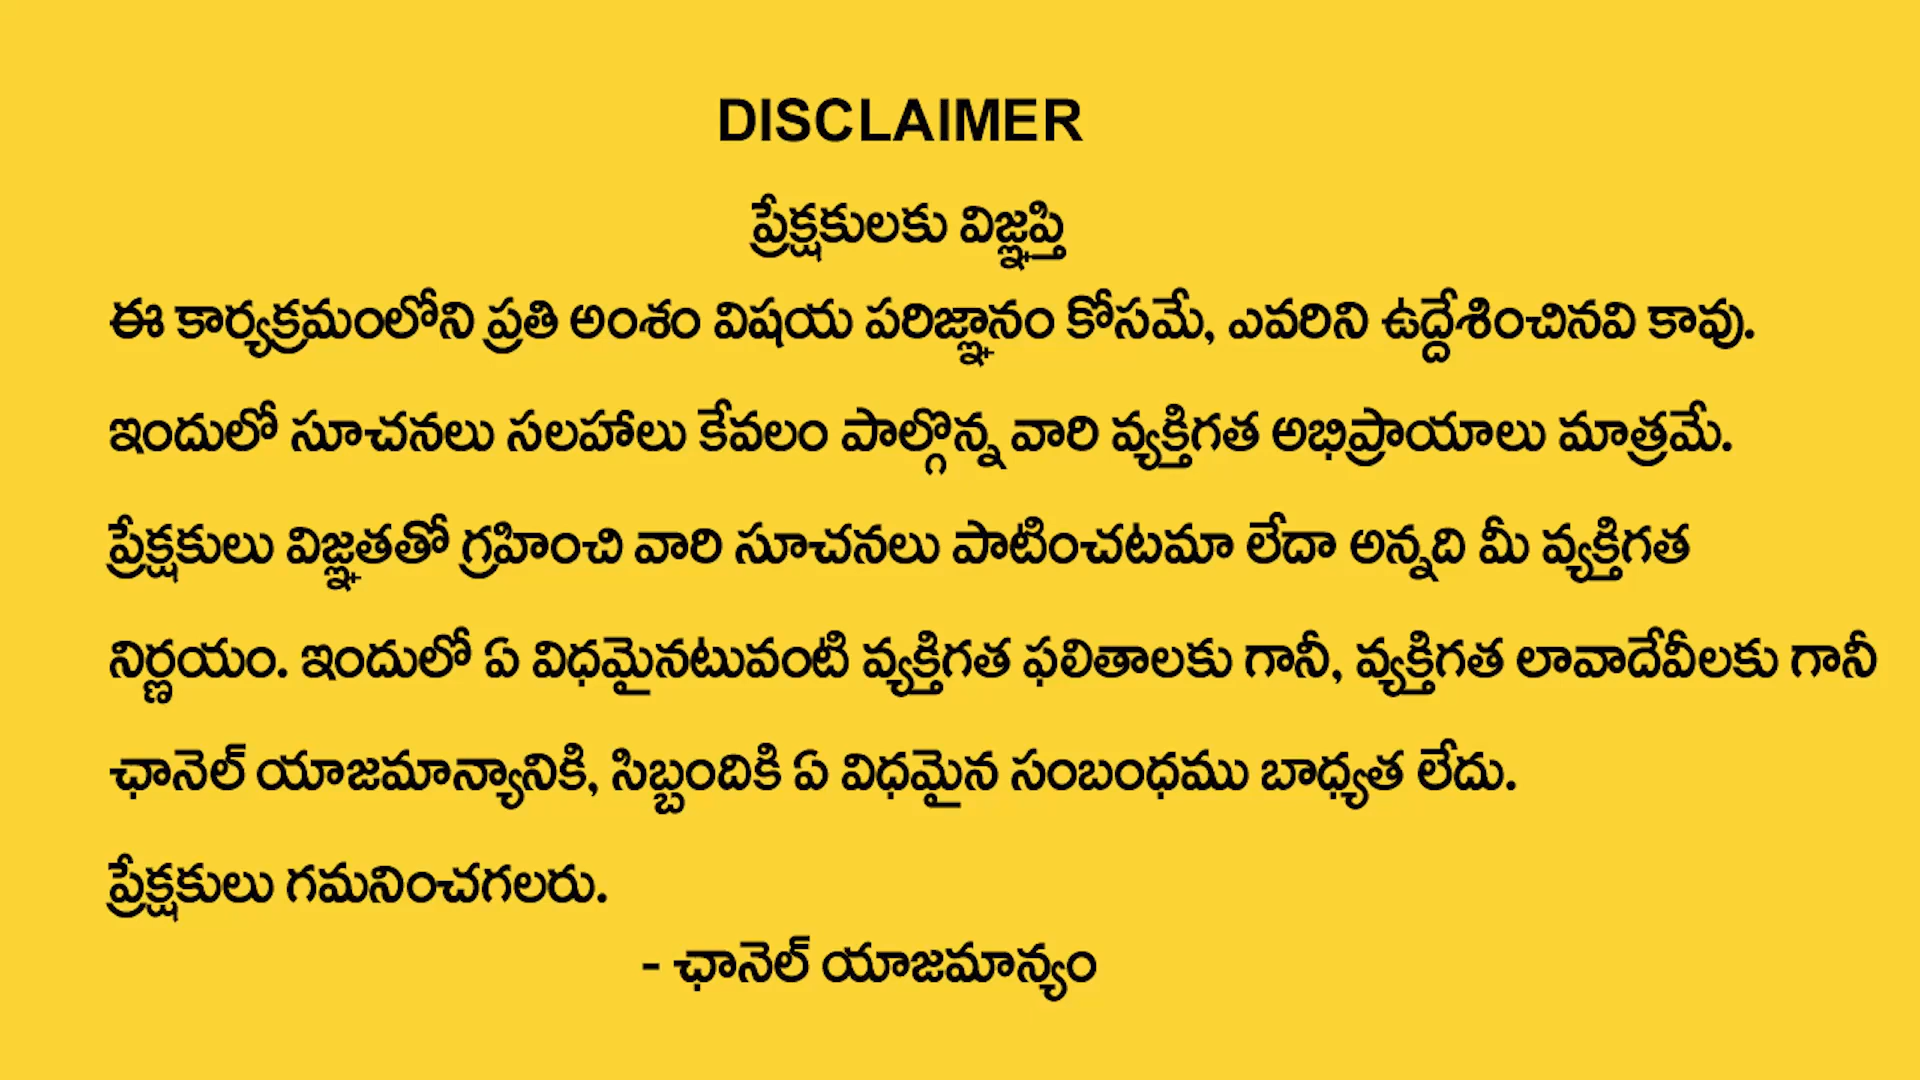 DISCLAIMER
ప్రేక్షకులకు విజ్ఞప్తి
ఈ కార్యక్రమంలోని ప్రతి అంశం విషయ పరిజ్ఞానం కోసమే, ఎవరిని ఉద్దేశించినవి కావు.
ఇందులో సూచనలు సలహాలు కేవలం పాల్గొన్న వారి వ్యక్తిగత అభిప్రాయాలు మాత్రమే.
ప్రేక్షకులు విజ్ఞతతో గ్రహించి వారి సూచనలు పాటించటమా లేదా అన్నది మీ వ్యక్తిగత
నిర్ణయం. ఇందులో ఏ విధమైనటువంటి వ్యక్తిగత ఫలితాలకు గానీ, వ్యక్తిగత లావాదేవీలకు గానీ
ఛానెల్ యాజమాన్యానికి, సిబ్బందికి ఏ విధమైన సంబంధము బాధ్యత లేదు.
ప్రేక్షకులు గమనించగలరు.
- ఛానెల్ యాజమాన్యం